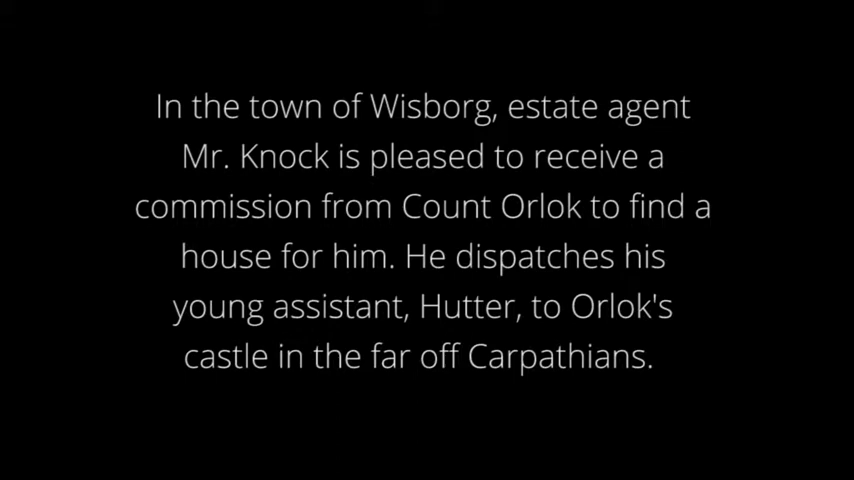 In the town of Wisborg, estate agent
Mr. Knock is pleased to receive a
commission from Count Orlok to find a
house for him. He dispatches his
young assistant, Hutter, to Orlok's
castle in the far off Carpathians.